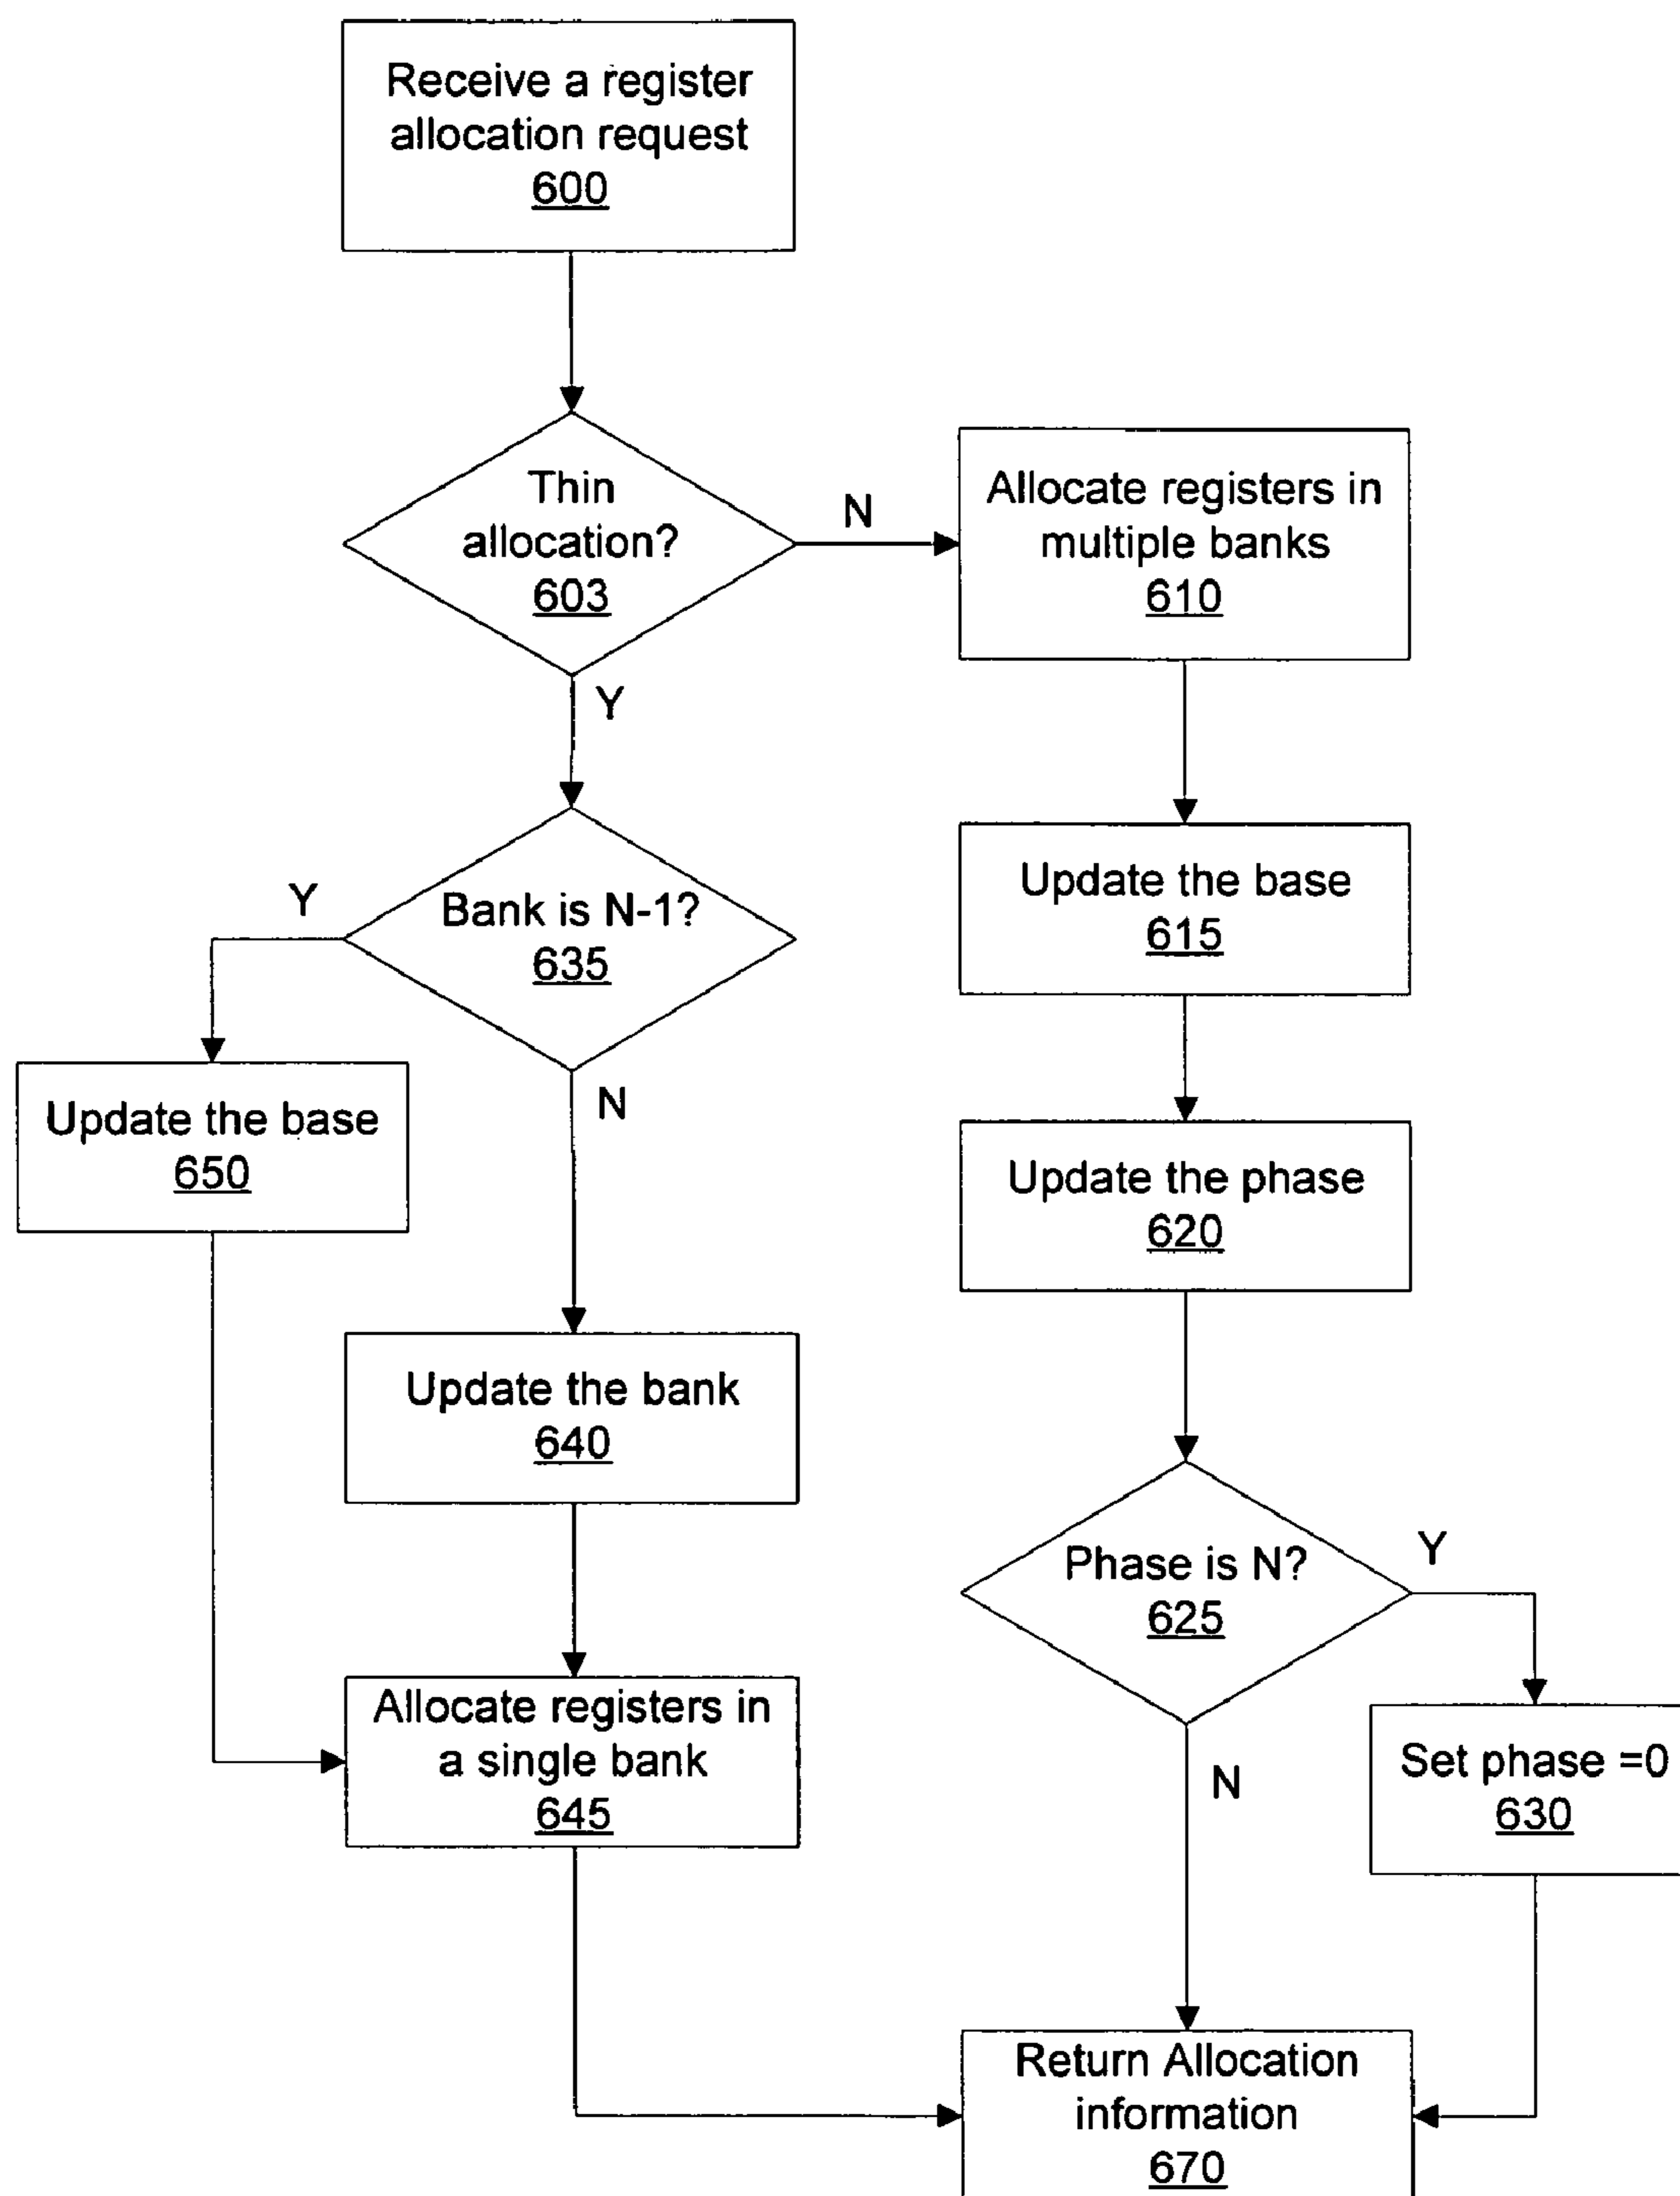 Receive a register
allocation request
600
Thin
allocation?
603
N
Allocate registers in
multiple banks
610
Y
Update the base
615
Y
Bank is N-1?
635
N
Update the base
650
Update the phase
620
Update the bank
640
Phase is N?
625
Y
N
Allocate registers in
a single bank
645
Set phase =0
630
Return Allocation
information
670